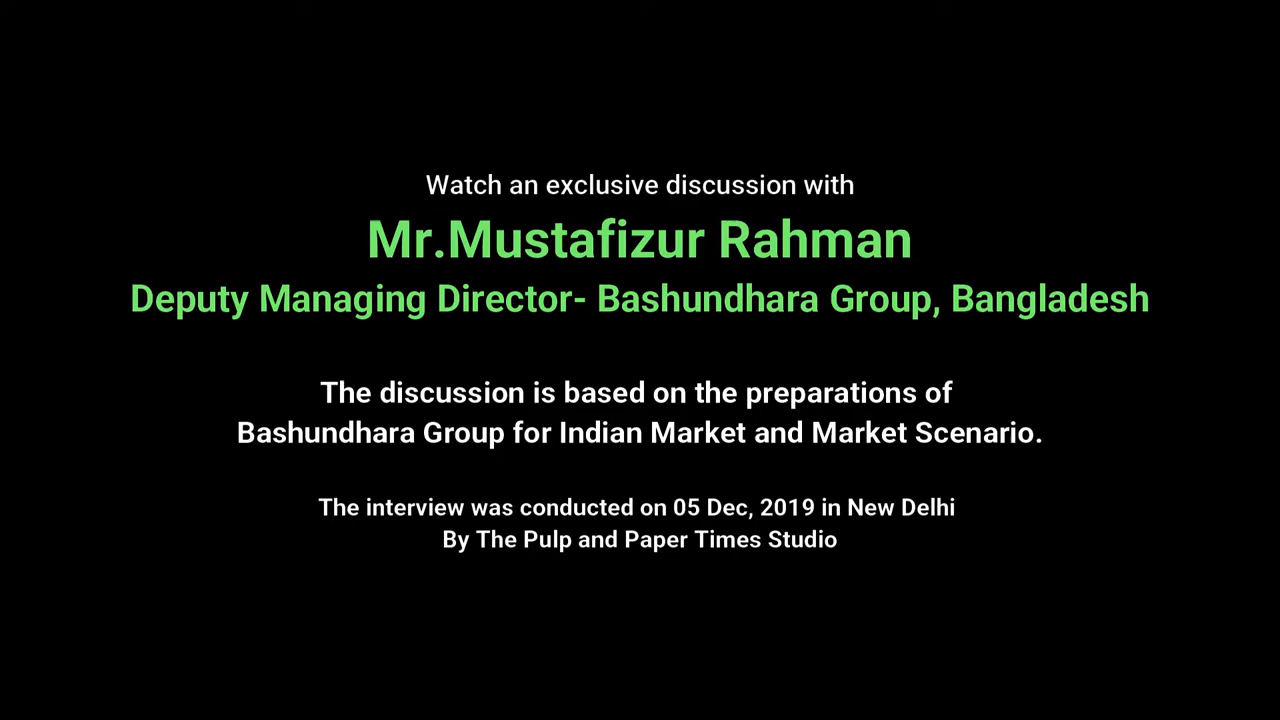 Watch an exclusive discussion with
Mr.Mustafizur Rahman
Deputy Managing Director- Bashundhara Group, Bangladesh
The discussion is based on the preparations of
Bashundhara Group for Indian Market and Market Scenario.
The interview was conducted on 05 Dec, 2019 in New Delhi
By The Pulp and Paper Times Studio